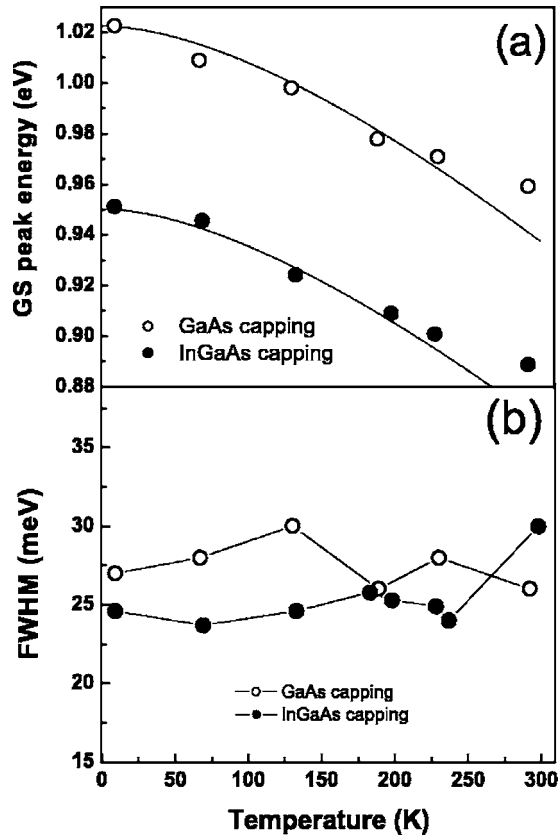 (a)
GS peak energy (eV)
1.02
1.00
0.98
0.96
0.94
0.92
0.90
0.88
GaAs capping
InGaAs capping
(b)
FWHM (meV)
35
30
25
20
15
GaAs capping
InGaAs capping
0 50 100 150 200 250 300
Temperature (K)